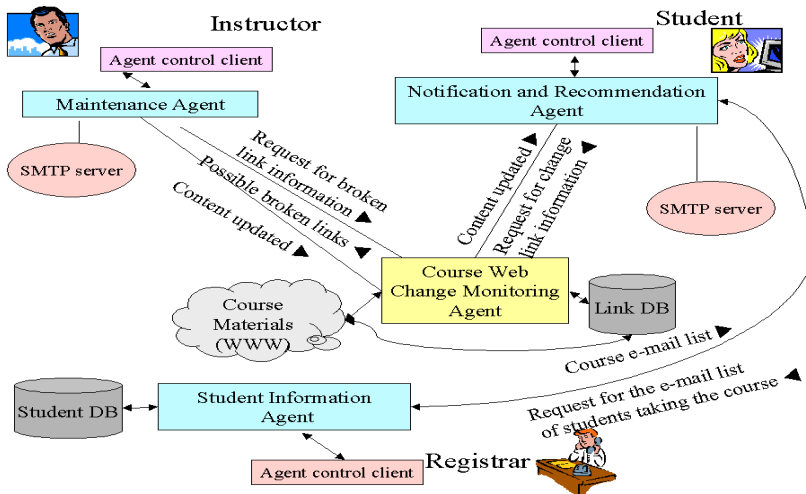 Instructor
Student
Agent control client
Agent control client
Maintenance Agent
Notification and Recommendation
Agent
SMTP server
SMTP server
Request for broken
link information
Possible broken links
Content updated
Content updated
Request for change
link information
Course Web
Change Monitoring
Agent
Link DB
Course
Materials
(WWW)
Course e-mail list
Request for the e-mail list
of students taking the course
Student DB
Student Information
Agent
Agent control client
Registrar